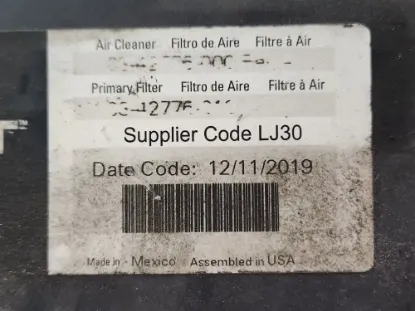 Air Cleaner Filtro de Aire Filtre à Air
Primary Filter Filtro de Aire Filtre à Air
Supplier Code LJ30
Date Code: 12/11/2019
Made in - Mexico Assembled in USA